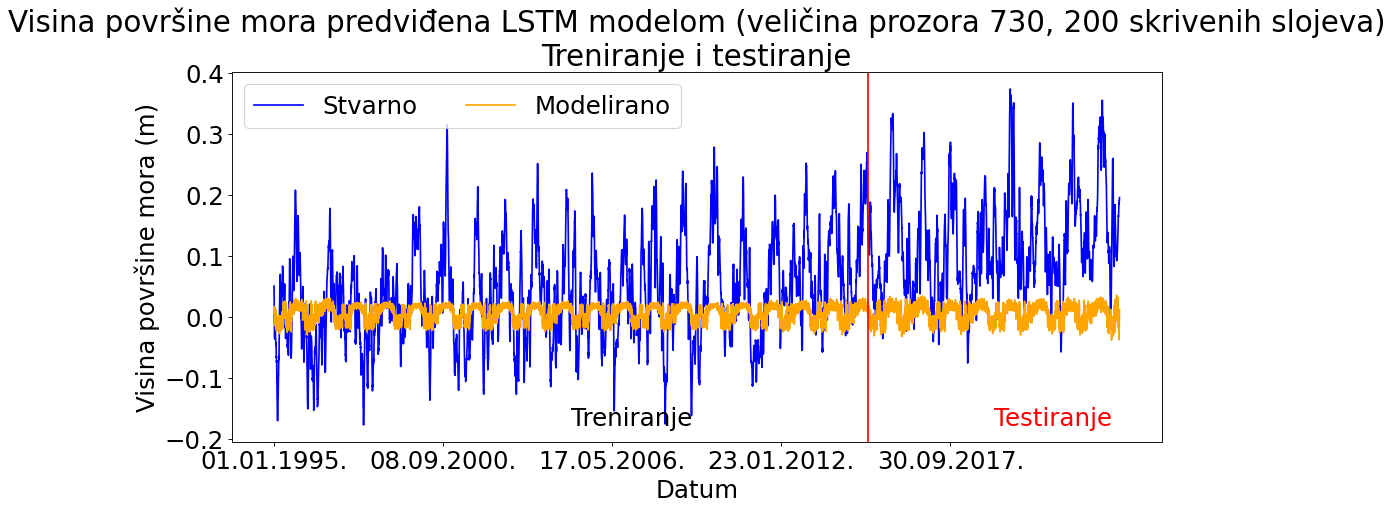 Visina površine mora predviđena LSTM modelom (veličina prozora 730, 200 skrivenih slojeva)
Treniranje i testiranje
Stvarno
Modelirano
Visina površine mora (m)
0.4
0.3
0.2
0.1
0.0
−0.1
−0.2
Treniranje
Testiranje
01.01.1995.
08.09.2000.
17.05.2006.
23.01.2012.
30.09.2017.
Datum